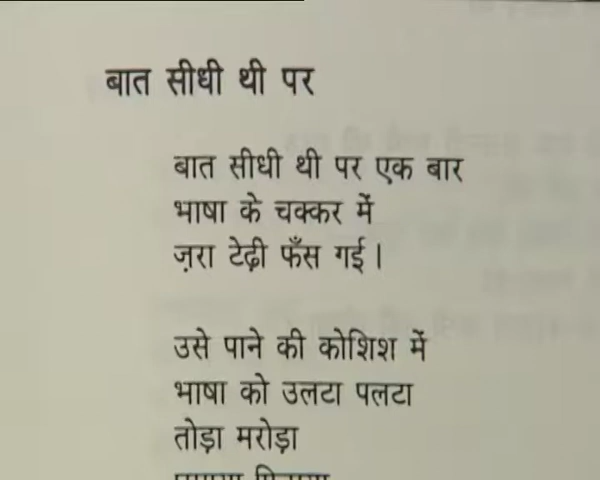 बात सीधी थी पर
बात सीधी थी पर एक बार
भाषा के चक्कर में
ज़रा टेढ़ी फँस गई।
उसे पाने की कोशिश में
भाषा को उलटा पलटा
तोड़ा मरोड़ा